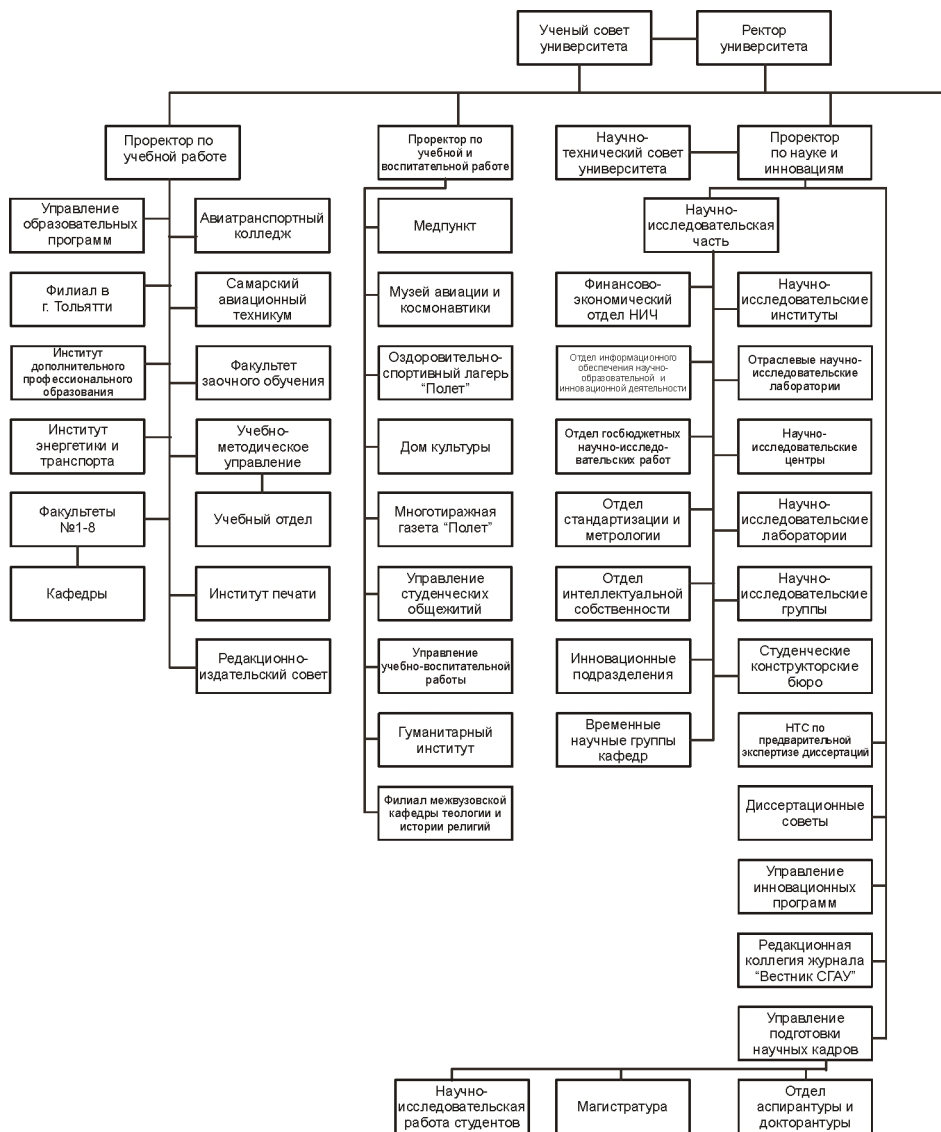 Ученый совет
университета
Ректор
университета
Проректор по
учебной работе
Проректор по
учебной и
воспитательной работе
Научно-
технический совет
университета
Проректор
по науке и
инновациям
Управление
образовательных
программ
Авиатранспортный
колледж
Филиал в
г. Тольятти
Самарский
авиационный
техникум
Институт
дополнительного
профессионального
образования
Факультет
заочного обучения
Институт
энергетики и
транспорта
Учебно-
методическое
управление
Факультеты
№1-8
Учебный отдел
Кафедры
Институт печати
Редакционно-
издательский совет
Медпункт
Музей авиации и
космонавтики
Оздоровительно-
спортивный лагерь
“Полет”
Дом культуры
Многотиражная
газета “Полет”
Управление
студенческих
общежитий
Управление
учебно-воспитательной
работы
Гуманитарный
институт
Филиал межвузовской
кафедры теологии и
истории религий
Научно-
исследовательская
часть
Финансово-
экономический
отдел НИЧ
Научно-
исследовательские
институты
Отдел информационного
обеспечения научно-
образовательной и
инновационной деятельности
Отраслевые научно-
исследовательские
лаборатории
Отдел госбюджетных
научно-исследо-
вательских работ
Научно-
исследовательские
центры
Отдел
стандартизации и
метрологии
Научно-
исследовательские
лаборатории
Отдел
интеллектуальной
собственности
Научно-
исследовательские
группы
Инновационные
подразделения
Студенческие
конструкторские
бюро
Временные
научные группы
кафедр
НТС по
предварительной
экспертизе диссертаций
Диссертационные
советы
Управление
инновационных
программ
Редакционная
коллегия журнала
“Вестник СГАУ”
Управление
подготовки
научных кадров
Научно-
исследовательская
работа студентов
Магистратура
Отдел
аспирантуры и
докторантуры